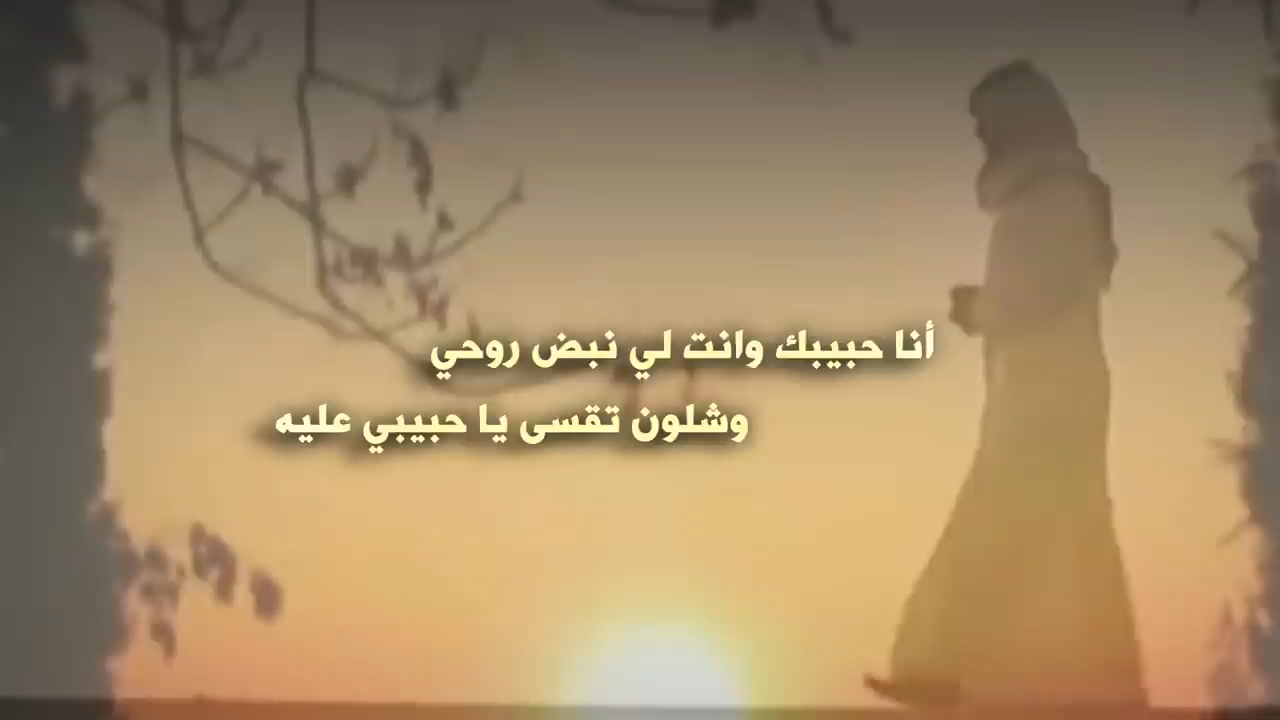 أنا حبيبك وانت لي نبض روحي
وشلون تقسى يا حبيبي عليه